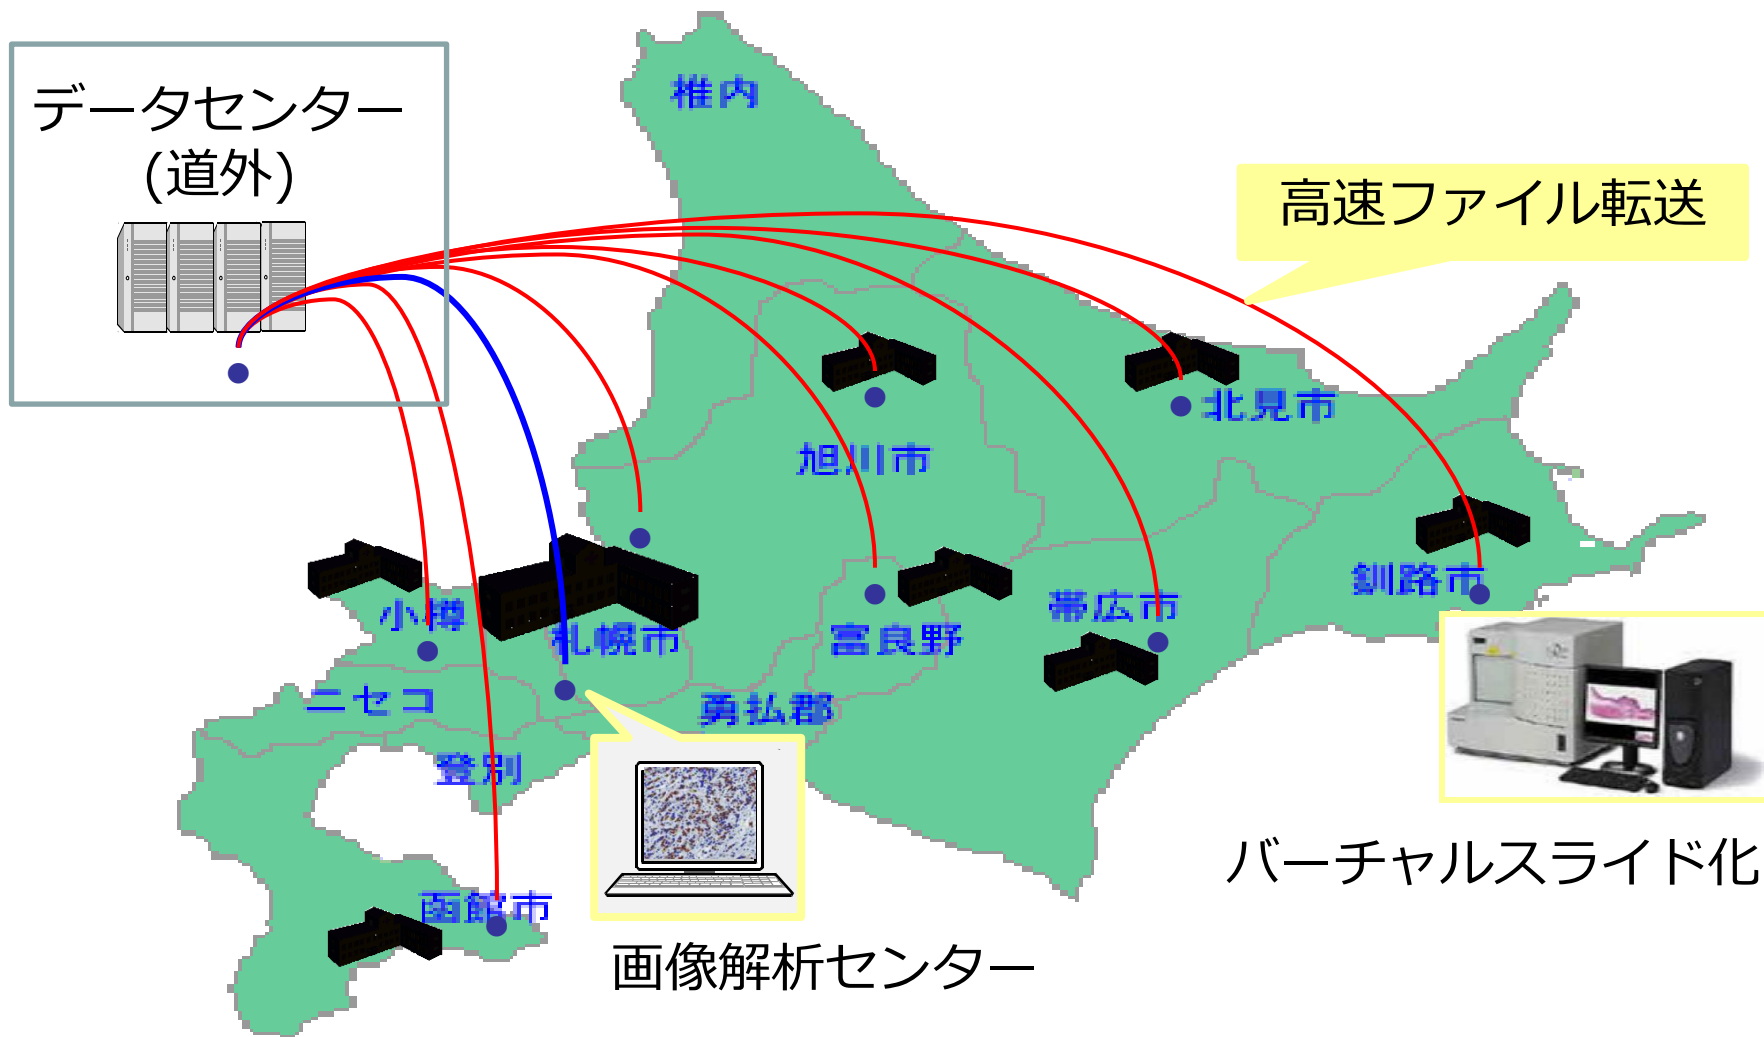 データセンター
(道外)
稚内
高速ファイル転送
北見市
旭川市
釧路市
帯広市
小樽
札幌市
富良野
ニセコ
勇払郡
登別
バーチャルスライド化
函館市
画像解析センター